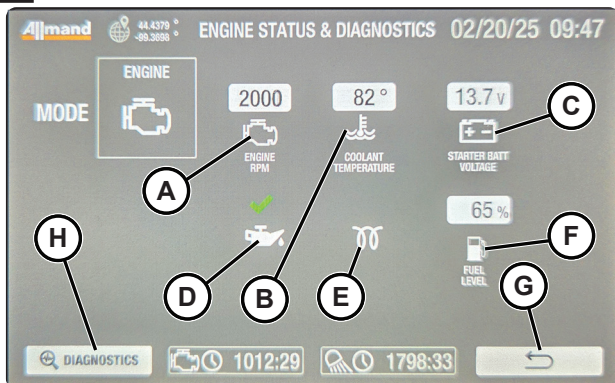 Allmand
44.4379 °
-89.3698 °
ENGINE STATUS & DIAGNOSTICS
02/20/25 09:47
MODE
ENGINE
2000
ENGINE
RPM
82 °
COOLANT
TEMPERATURE
13.7 V
STARTER BATT
VOLTAGE
65 %
FUEL
LEVEL
A
B
C
D
E
F
G
H
DIAGNOSTICS
1012:29
1798:33